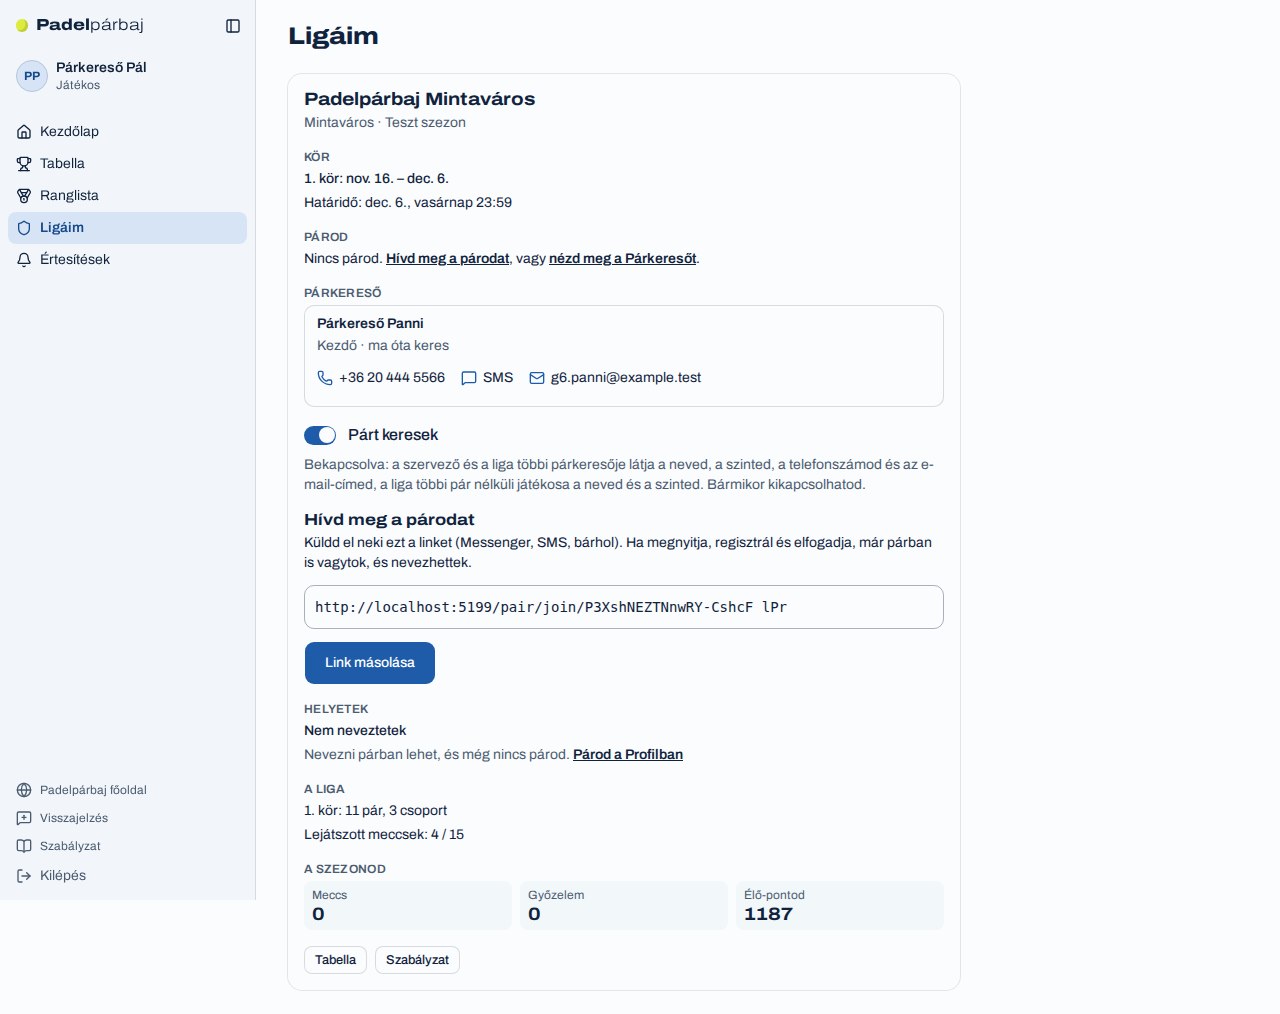 Padelpárbaj
PP
Párkereső Pál
Játékos
Kezdőlap
Tabella
Ranglista
Ligáim
Értesítések
Padelpárbaj főoldal
Visszajelzés
Szabályzat
Kilépés
Ligáim
Padelpárbaj Mintaváros
Mintaváros · Teszt szezon
KÖR
1. kör: nov. 16. – dec. 6.
Határidő: dec. 6., vasárnap 23:59
PÁROD
Nincs párod. Hívd meg a párodat, vagy nézd meg a Párkeresőt.
PÁRKERESŐ
Párkereső Panni
Kezdő · ma óta keres
+36 20 444 5566 SMS g6.panni@example.test
Párt keresek
Bekapcsolva: a szervező és a liga többi párkeresője látja a neved, a szinted, a telefonszámod és az e-
mail-címed, a liga többi pár nélküli játékosa a neved és a szinted. Bármikor kikapcsolhatod.
Hívd meg a párodat
Küldd el neki ezt a linket (Messenger, SMS, bárhol). Ha megnyitja, regisztrál és elfogadja, már párban
is vagytok, és nevezhettek.
http://localhost:5199/pair/join/P3XshNEZTNnwRY-CshcF lPr
Link másolása
HELYETEK
Nem neveztetek
Nevezni párban lehet, és még nincs párod. Párod a Profilban
A LIGA
1. kör: 11 pár, 3 csoport
Lejátszott meccsek: 4 / 15
A SZEZONOD
Meccs
0
Győzelem
0
Élő-pontod
1187
Tabella
Szabályzat